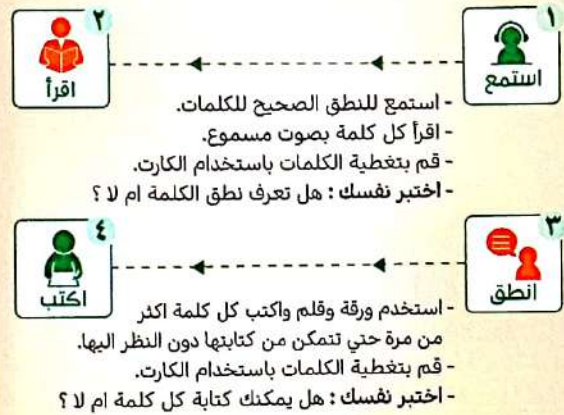 ١
استمع
٢
اقرأ
- استمع للنطق الصحيح للكلمات.
- اقرأ كل كلمة بصوت مسموع.
- قم بتغطية الكلمات باستخدام الكارت.
- اختبر نفسك : هل تعرف نطق الكلمة ام لا ؟
٣
انطق
٤
اكتب
- استخدم ورقة وقلم واكتب كل كلمة اكثر
من مرة حتي تتمكن من كتابتها دون النظر اليها.
- قم بتغطية الكلمات باستخدام الكارت.
- اختبر نفسك : هل يمكنك كتابة كل كلمة ام لا ؟